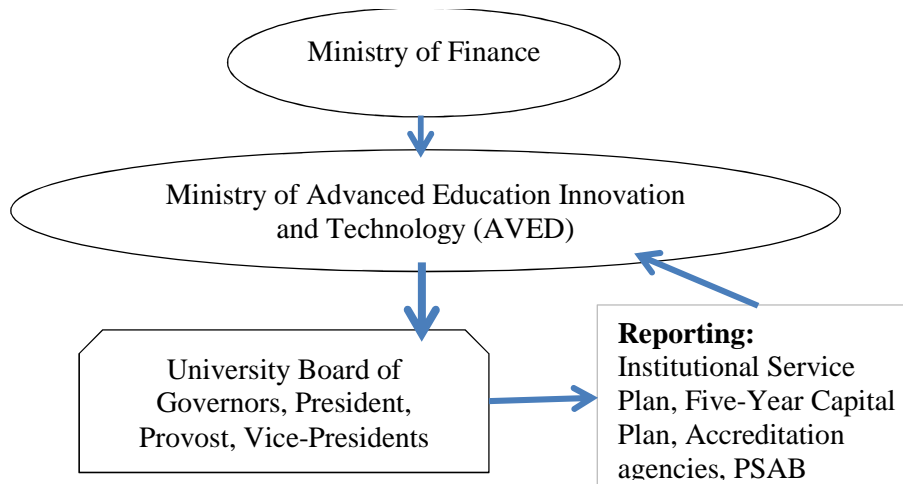 Ministry of Finance
Ministry of Advanced Education Innovation
and Technology (AVED)
University Board of
Governors, President,
Provost, Vice-Presidents
Reporting:
Institutional Service
Plan, Five-Year Capital
Plan, Accreditation
agencies, PSAB